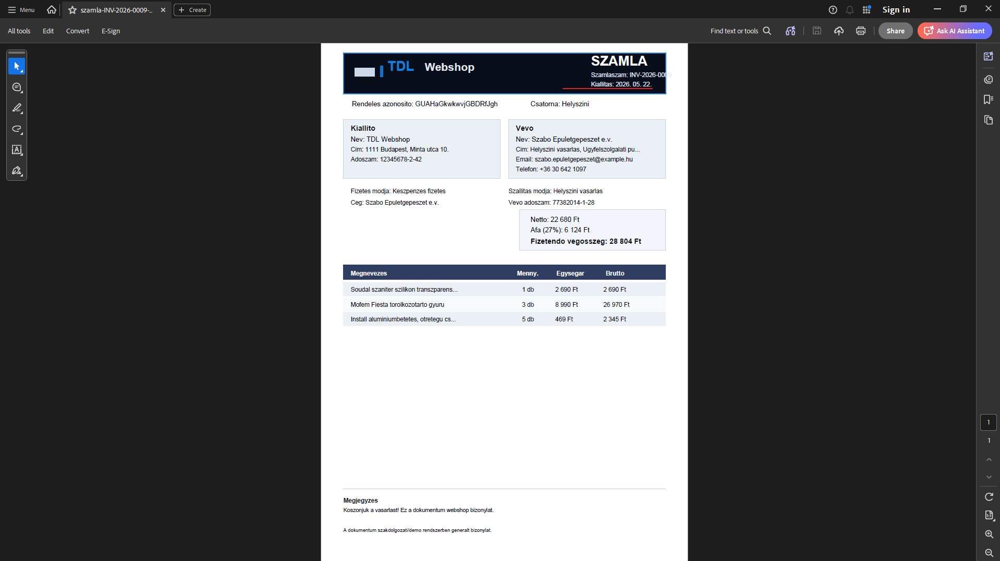 Menu
szamla-INV-2026-0009-...
Create
Sign in
All tools
Edit
Convert
E-Sign
Find text or tools
Share
Ask AI Assistant
TDL Webshop
SZAMLA
Szamlaszam: INV-2026-0009
Kiallitas: 2026. 05. 22.
Rendeles azonosito: GUAHaGkwkwvjGBDRfJgh
Csatorna: Helyszini
Kiallito
Nev: TDL Webshop
Cim: 1111 Budapest, Minta utca 10.
Adoszam: 12345678-2-42
Vevo
Nev: Szabo Epuletgepeszet e.v.
Cim: Helyszini vasarlas, Ugyfelszolgalati pu...
Email: szabo.epuletgepeszet@example.hu
Telefon: +36 30 642 1097
Fizetes modja: Keszpenzes fizetes
Szallitas modja: Helyszini vasarlas
Ceg: Szabo Epuletgepeszet e.v.
Vevo adoszam: 77382014-1-28
Netto: 22 680 Ft
Afa (27%): 6 124 Ft
Fizetendo vegosszeg: 28 804 Ft
Megnevezes Menny. Egysegar Brutto
Soudal szaniter szilikon transzparens... 1 db 2 690 Ft 2 690 Ft
Mofem Fiesta torolkozotarto gyuru 3 db 8 990 Ft 26 970 Ft
Install aluminiumbetetes, otretegu cs... 5 db 469 Ft 2 345 Ft
1
1
Megjegyzes
Koszonjuk a vasarlast! Ez a dokumentum webshop bizonylat.
A dokumentum szakdolgozati/demo rendszerben generalt bizonylat.